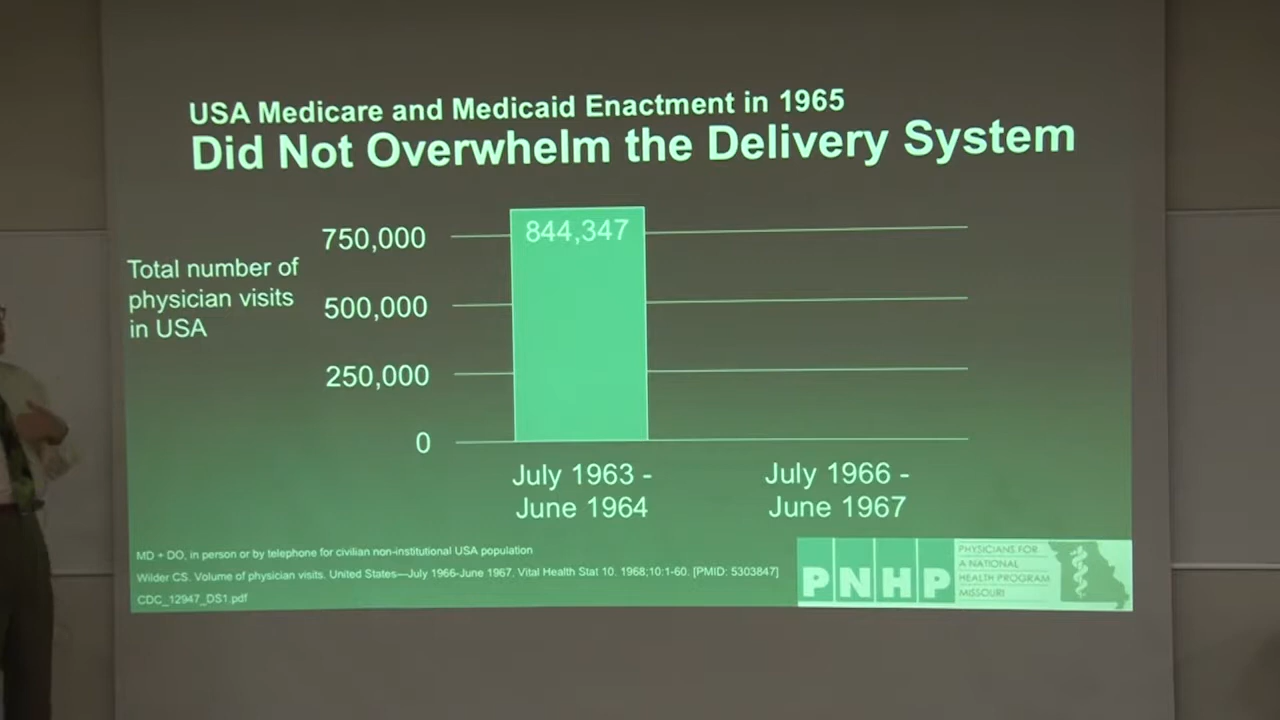 USA Medicare and Medicaid Enactment in 1965
Did Not Overwhelm the Delivery System
Total number of
physician visits
in USA
750,000
500,000
250,000
0
844,347
July 1963 -
June 1964
July 1966 -
June 1967
MD + DO, in person or by telephone for civilian non-institutional USA population
Wilder CS. Volume of physician visits. United States—July 1966-June 1967. Vital Health Stat 10. 1968;10:1-60. [PMID: 5303847]
CDC_12947_DS1.pdf
PNHP
PHYSICIANS FOR
A NATIONAL
HEALTH PROGRAM
MISSOURI